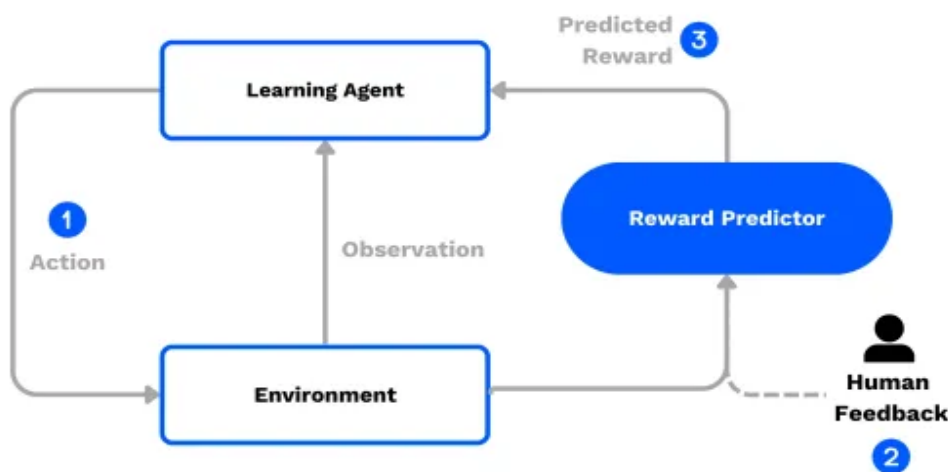 Predicted
Reward
3
Learning Agent
1
Action
Observation
Reward Predictor
Environment
Human
Feedback
2